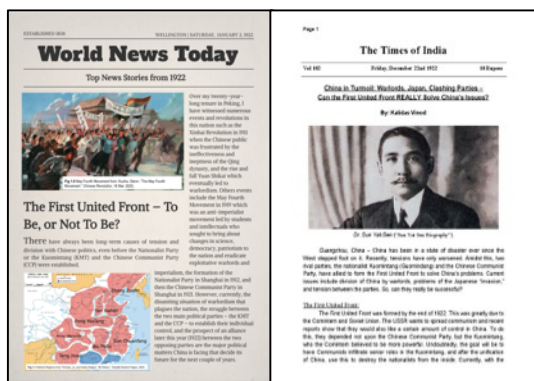 ESTABLISHED 1858
WELLINGTON | SATURDAY, JANUARY 2, 1922
World News Today
Top News Stories from 1922
Over my twenty-year-
long tenure in Peking, I
have witnessed numerous
events and revolutions in
this nation such as the
Xinhai Revolution in 1911
when the Chinese public
was frustrated by the
ineffectiveness and
ineptness of the Qing
dynasty, and the rise and
fall Yuan Shikai which
eventually led to
warlordism. Others events
include the May Fourth
Movement in 1919 which
was an anti-imperialist
movement led by students
and intellectuals who
sought to bring about
changes in science,
democracy, patriotism to
the nation and eradicate
exploitative warlords and
The First United Front – To
Be, or Not To Be?
There have always been long term causes of tension and
division with Chinese politics, even before the Nationalist Party
or the Kuomintang (KMT) and the Chinese Communist Party
(CCP) were established.
imperialism, the formation of the
Nationalist Party in Shanghai in 1912, and
then the Chinese Communist Party in
Shanghai in 1921. However, currently, the
disuniting situation of warlordism that
plagues the nation, the struggle between
the two main political parties – the KMT
and the CCP – to establish their individual
control, and the prospect of an alliance
later this year (1922) between the two
opposing parties are the major political
matters China is facing that decide its
future for the next couple of years.
Page 1
The Times of India
Vol 102
Friday, December 22nd 1922
10 Rupees
China in Turmoil: Warlords, Japan, Clashing Parties –
Can the First United Front REALLY Solve China's Issues?
By: Kalidas Vinod
Dr. Sun Yat-Sen ("Sun Yat Sen Biography")
Guangzhou, China – China has been in a state of disaster ever since the
West stepped foot on it. Recently, tensions have only worsened. Amidst this, two
rival parties, the nationalist Kuomintang (Guomindang) and the Chinese Communist
Party, have allied to form the First United Front to solve China's problems. Current
issues include division of China by warlords, problems of the Japanese "invasion,"
and tension between the parties. So, can they really be successful?
The First United Front:
The First United Front was formed by the end of 1922. This was greatly due to
the Comintern and Soviet Union. The USSR wants to spread communism and recent
reports show that they would also like a certain amount of control in China. To do
this, they depended not upon the Chinese Communist Party, but the Kuomintang,
who the Comintern believed to be more powerful. Undoubtedly, the goal will be to
have Communists infiltrate senior roles in the Kuomintang, and after the unification
of China, use this to destroy the nationalists from the inside. Currently, with the